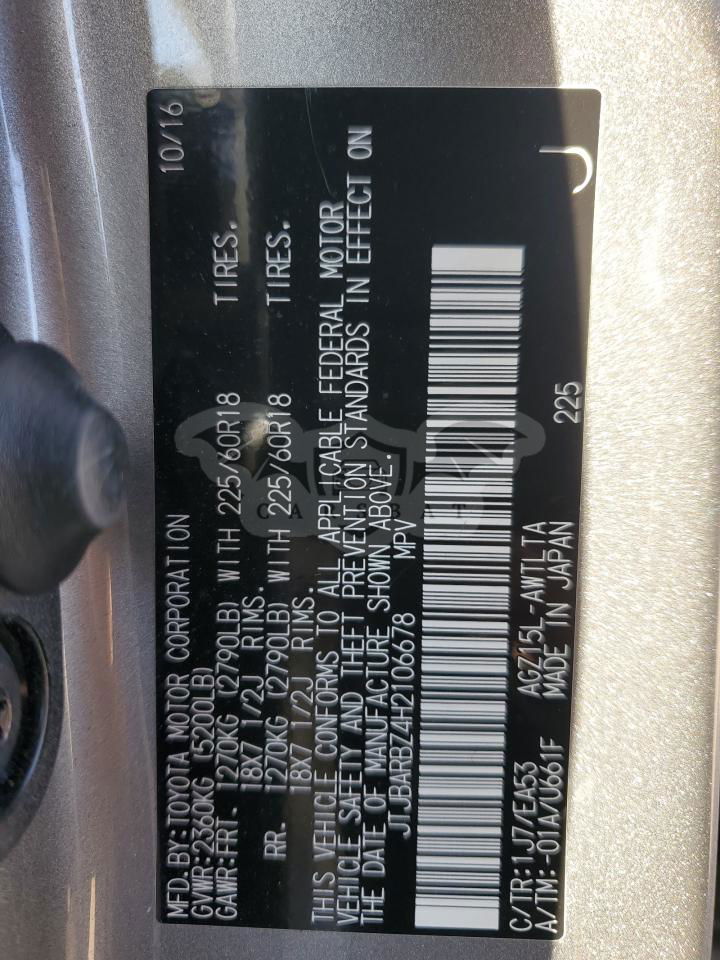 MFD.BY:TOYOTA MOTOR CORPORATION 10/16
GVWR:2360KG (5200LB)
GAWR:FRT. 1270KG (2790LB) WITH 225/60R18 TIRES.
18X7 1/2J RIMS.
RR. 1270KG (2790LB) WITH 225/60R18 TIRES.
18X7 1/2J RIMS.
THIS VEHICLE CONFORMS TO ALL APPLICABLE FEDERAL MOTOR
VEHICLE SAFETY AND THEFT PREVENTION STANDARDS IN EFFECT ON
THE DATE OF MANUFACTURE SHOWN ABOVE.
JTJBARBZ4H2106678 MPV
C/TR:1J7/EA53 AGZ15L-AWTLTA 225 J
A/TM:-01A/U661F MADE IN JAPAN